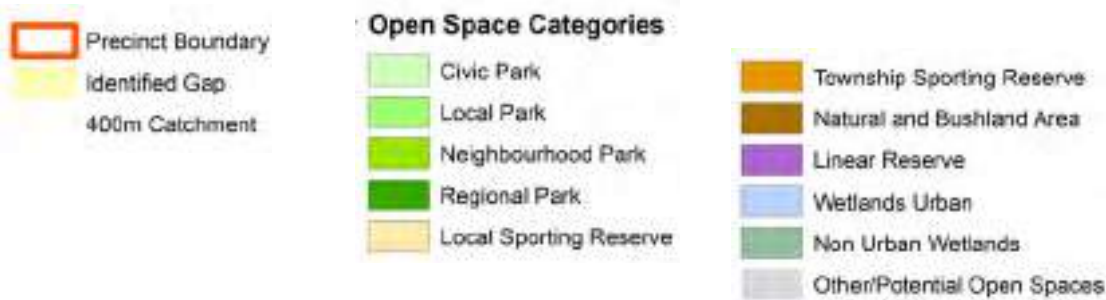 Precinct Boundary
Identified Gap
400m Catchment
Open Space Categories
Civic Park
Local Park
Neighbourhood Park
Regional Park
Local Sporting Reserve
Township Sporting Reserve
Natural and Bushland Area
Linear Reserve
Wetlands Urban
Non Urban Wetlands
Other/Potential Open Spaces